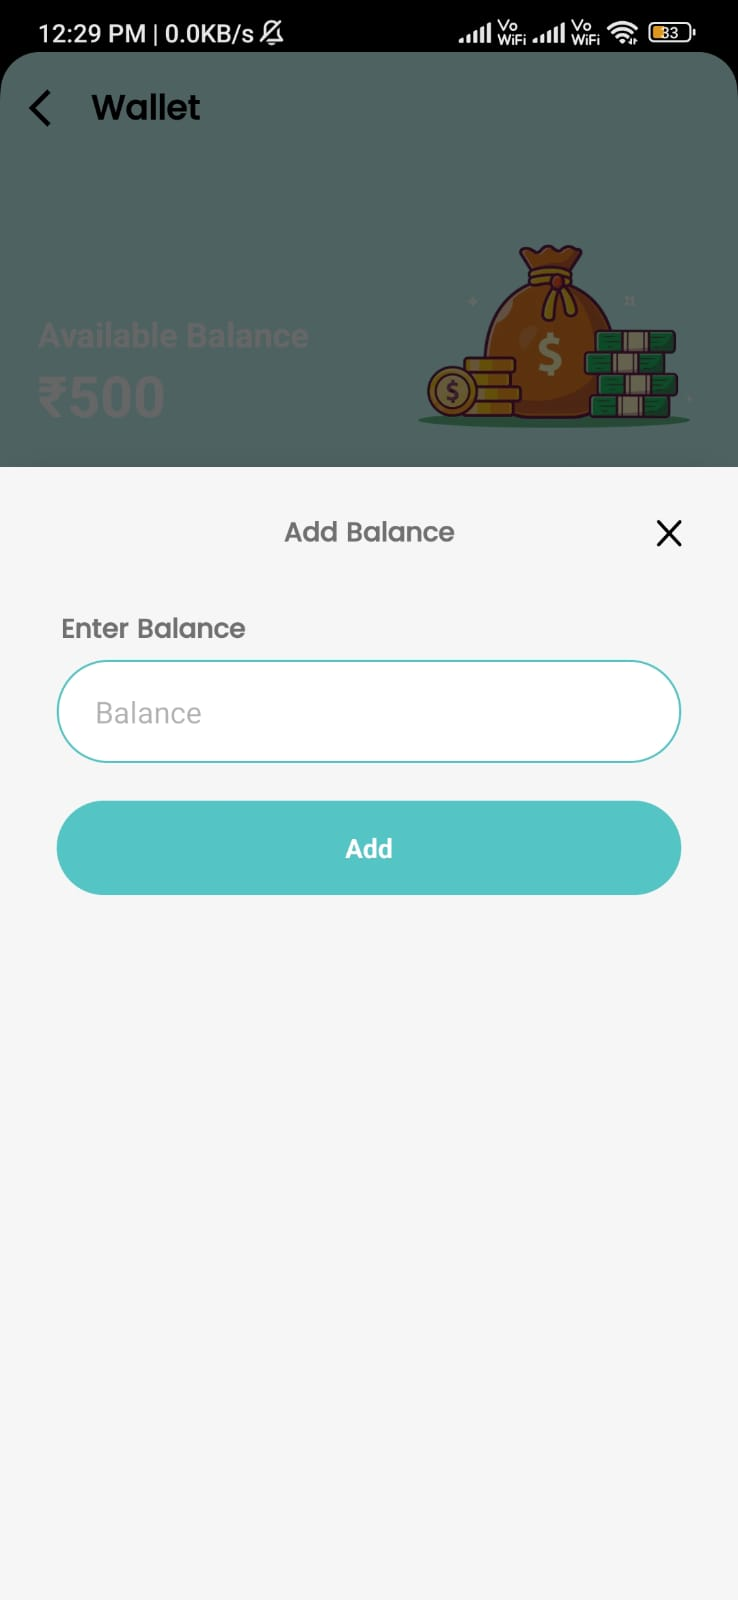 12:29 PM | 0.0KB/s Vo WiFi Vo WiFi 33
Wallet
Available Balance
₹500
$
$
Add Balance
Enter Balance
Balance
Add